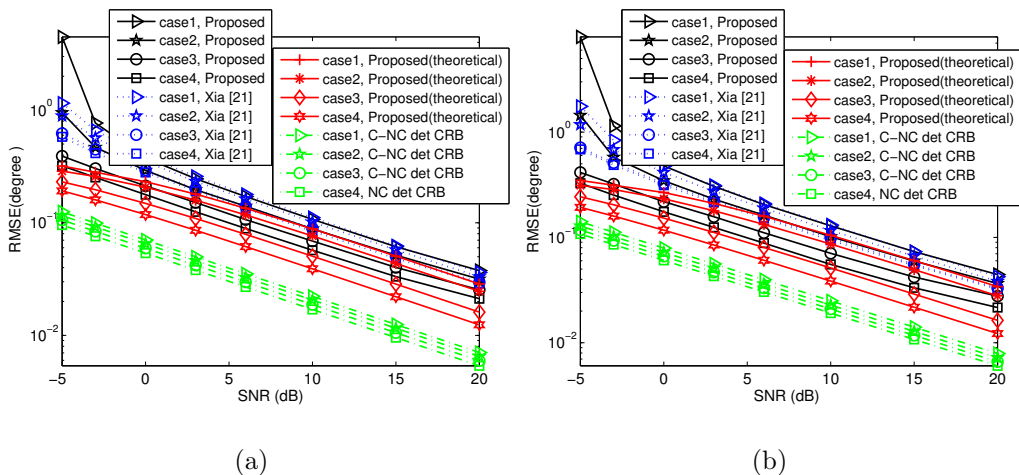 case1, Proposed
case2, Proposed
case3, Proposed
case4, Proposed
case1, Xia [21]
case2, Xia [21]
case3, Xia [21]
case4, Xia [21]
case1, Proposed(theoretical)
case2, Proposed(theoretical)
case3, Proposed(theoretical)
case4, Proposed(theoretical)
case1, C−NC det CRB
case2, C−NC det CRB
case3, C−NC det CRB
case4, NC det CRB
RMSE(degree )
10^0
10^−1
10^−2
−5 0 5 10 15 20
SNR (dB)
(a)
case1, Proposed
case2, Proposed
case3, Proposed
case4, Proposed
case1, Xia [21]
case2, Xia [21]
case3, Xia [21]
case4, Xia [21]
case1, Proposed(theoretical)
case2, Proposed(theoretical)
case3, Proposed(theoretical)
case4, Proposed(theoretical)
case1, C−NC det CRB
case2, C−NC det CRB
case3, C−NC det CRB
case4, NC det CRB
RMSE(degree)
10^0
10^−1
10^−2
−5 0 5 10 15 20
SNR (dB)
(b)